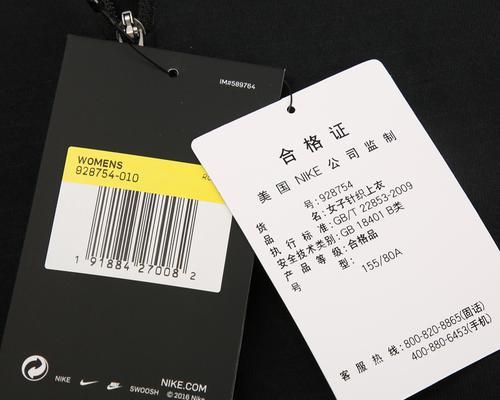 IM#589764
WOMENS
928754-010
1 91884 27008 2
NIKE
SWOOSH
NIKE.COM
© 2016 Nike
合格证
美国 NIKE 公司监制
货号: 928754
品名: 女子针织上衣
执行标准: GB/T 22853-2009
安全技术类别: GB 18401 B类
产品等级: 合格品
号型: 155/80A
客服热线: 800-820-8865(固话)
400-880-6453(手机)